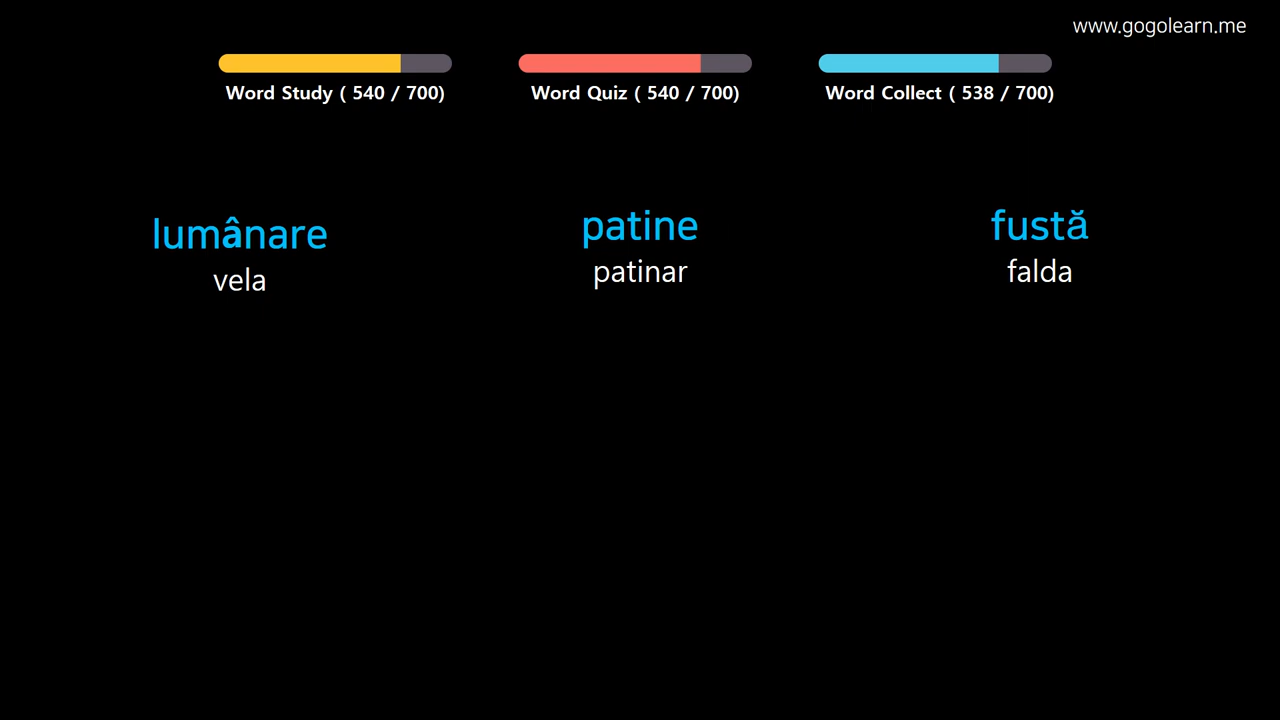 www.gogolearn.me
Word Study ( 540 / 700)
Word Quiz ( 540 / 700)
Word Collect ( 538 / 700)
lumânare
vela
patine
patinar
fustă
falda